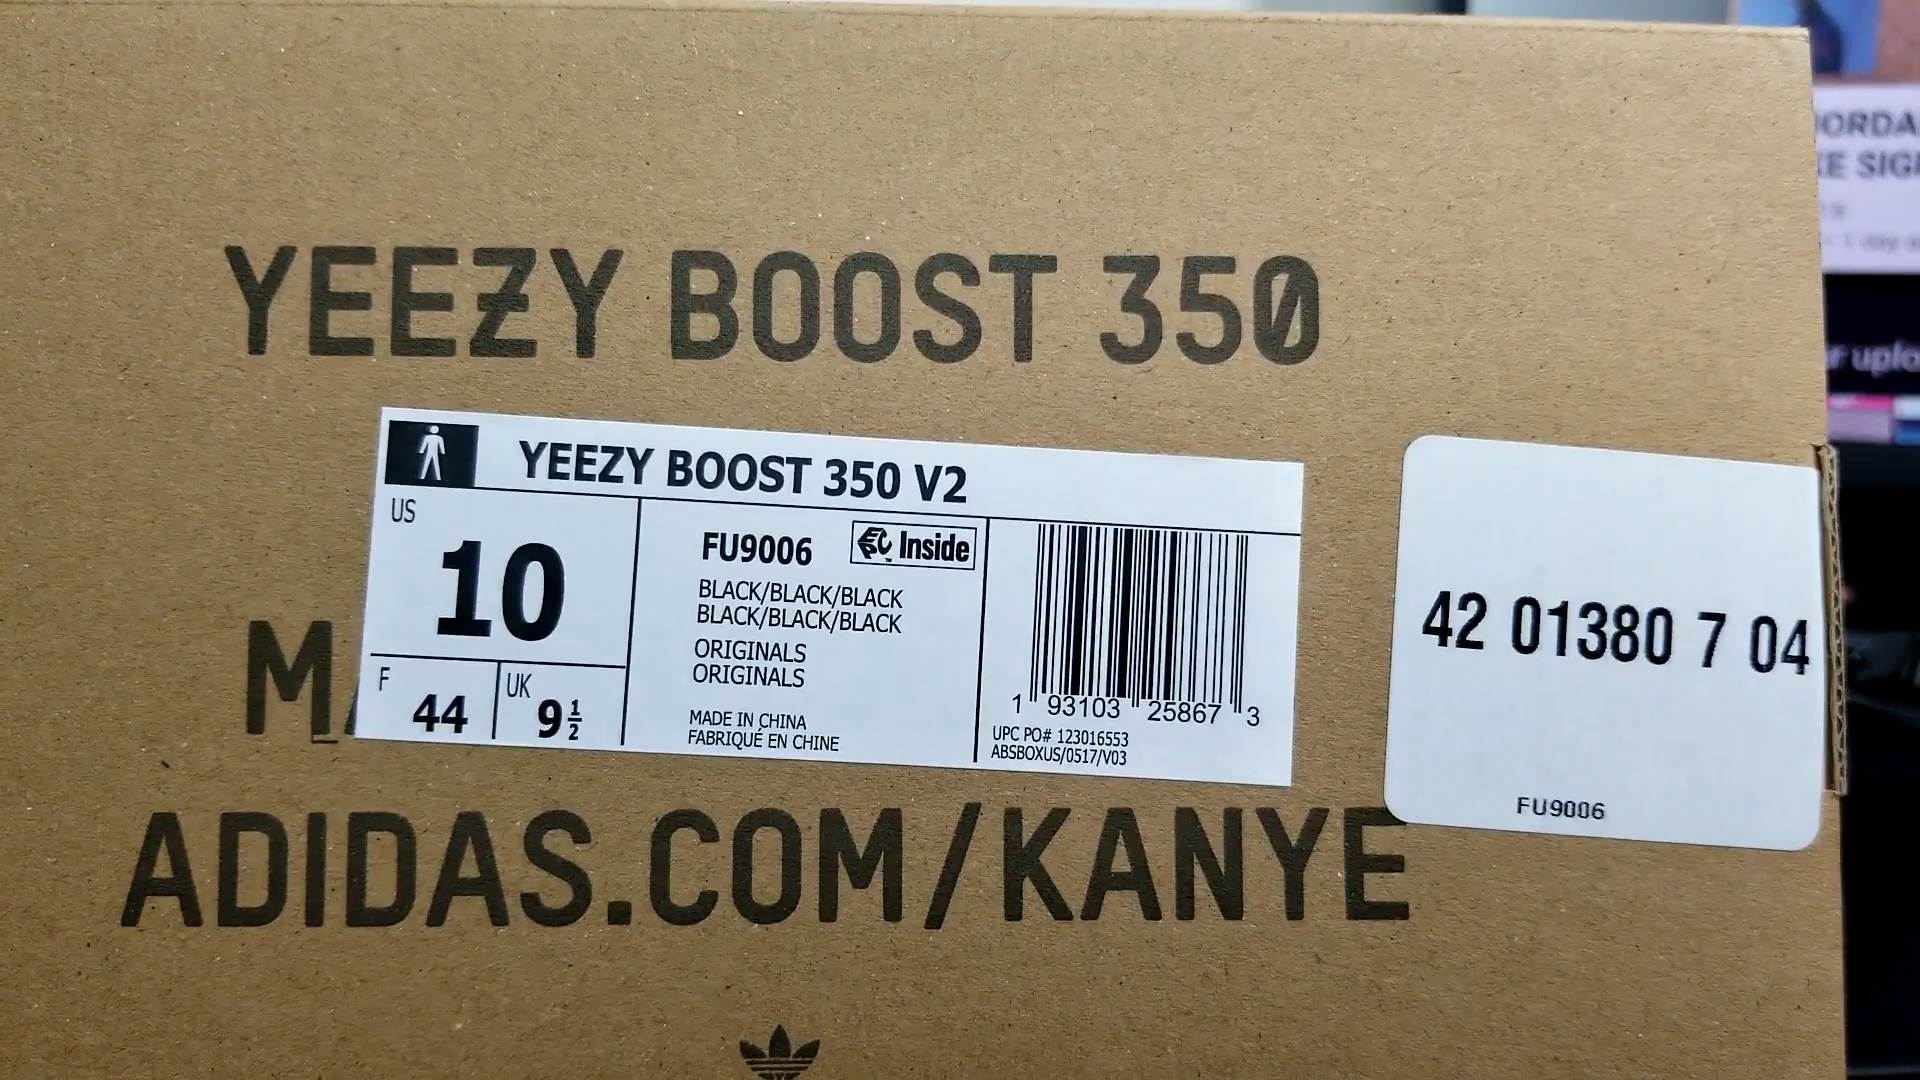 YEEZY BOOST 350
YEEZY BOOST 350 V2
US
10
F
44
UK
9½
FU9006
Inside
BLACK/BLACK/BLACK
BLACK/BLACK/BLACK
ORIGINALS
ORIGINALS
MADE IN CHINA
FABRIQUÉ EN CHINE
1 93103 25867 3
UPC PO# 123016553
ABSBOXUS/0517/V03
42 01380 7 04
FU9006
ADIDAS.COM/KANYE